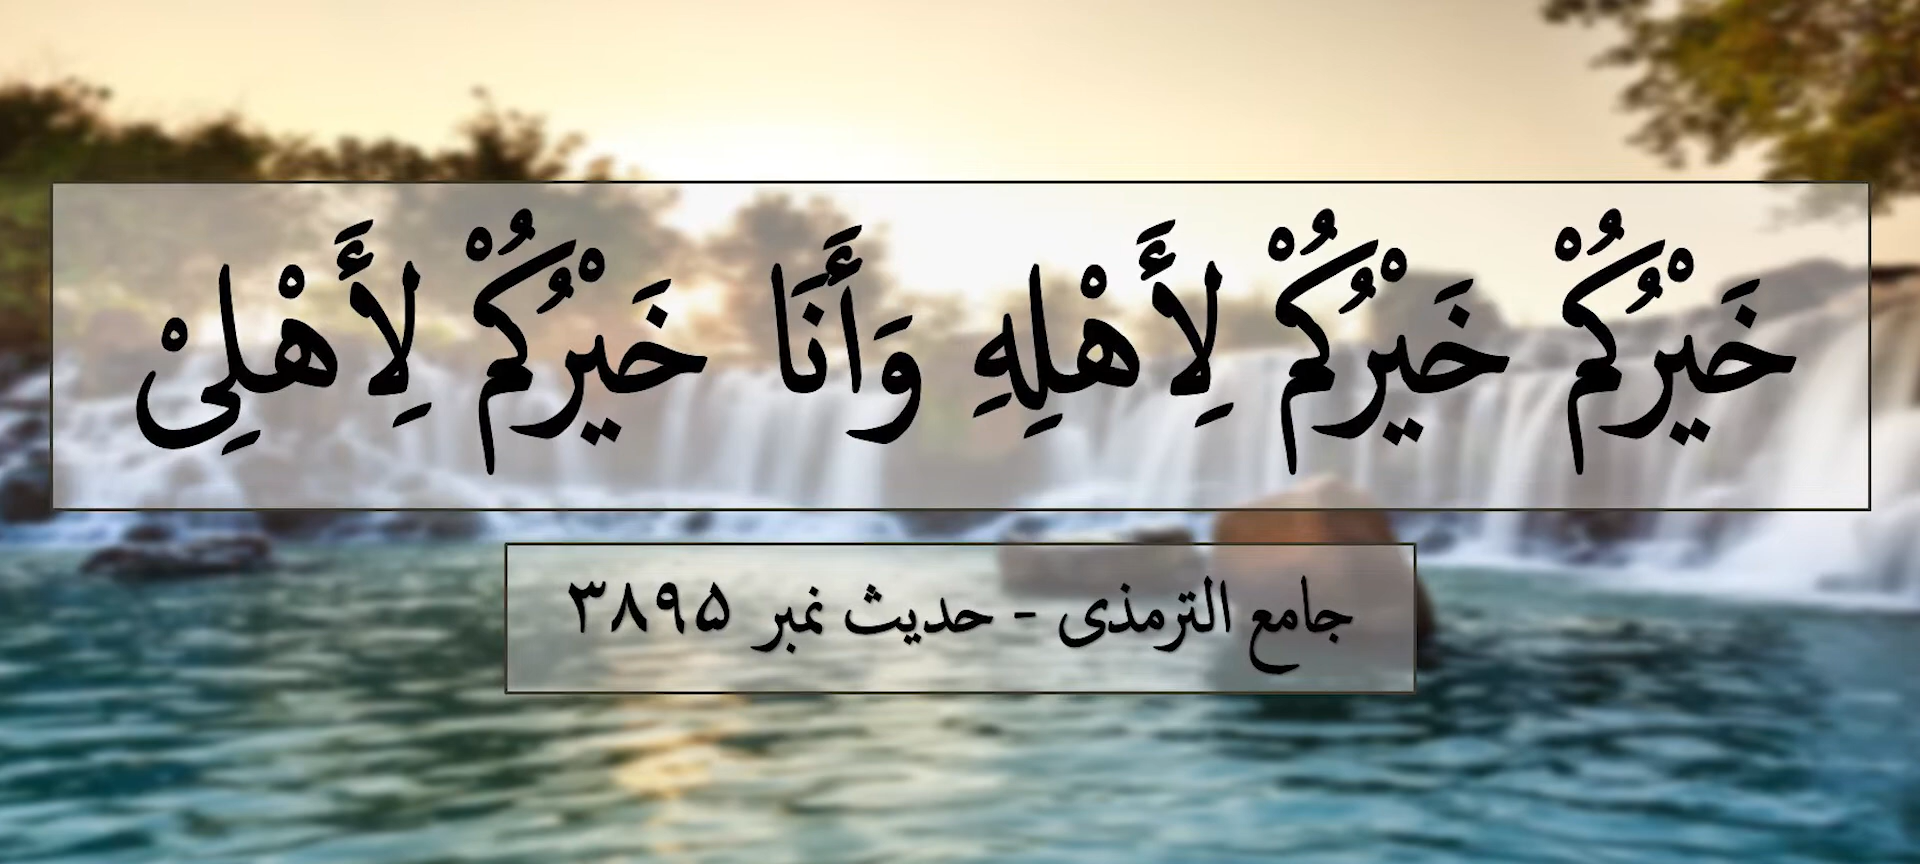 خَيْرُكُمْ خَيْرُكُمْ لِأَهْلِهِ وَأَنَا خَيْرُكُمْ لِأَهْلِیْ
جامع الترمذی - حدیث نمبر ۳۸۹۵